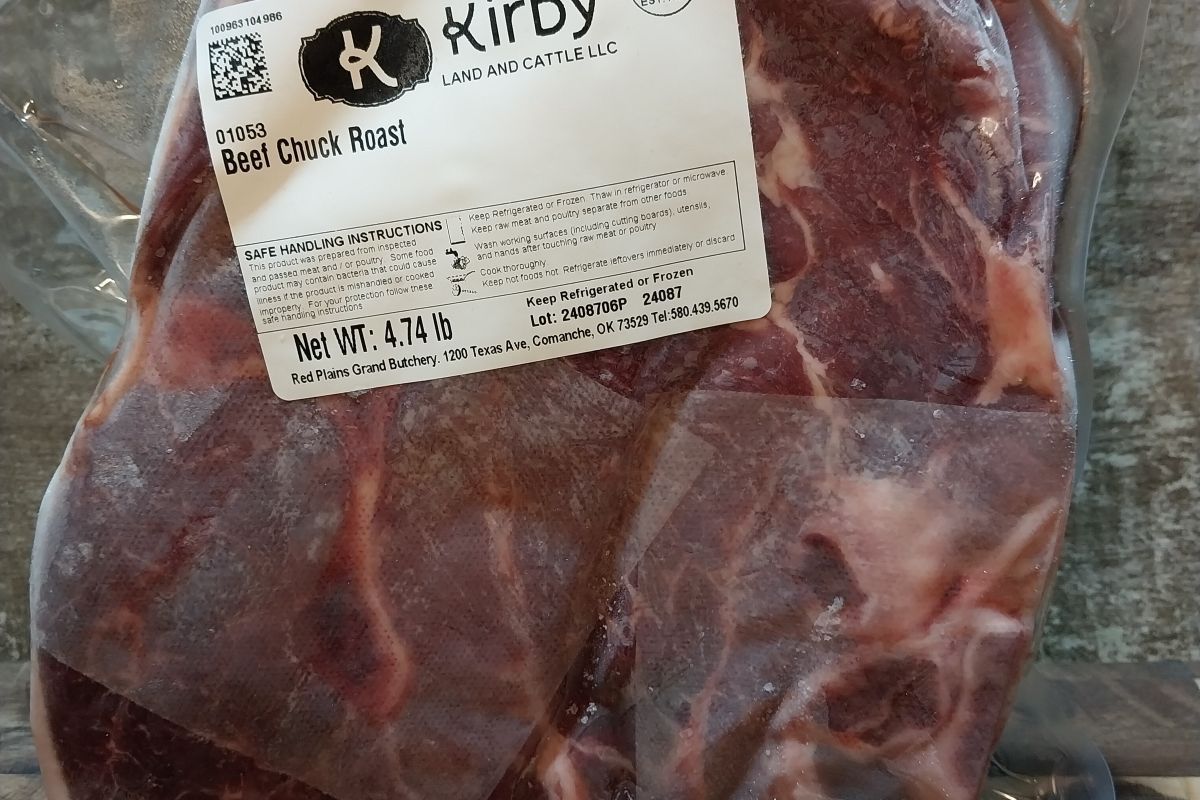 100963104986
K Kirby
EST.
LAND AND CATTLE LLC
01053
Beef Chuck Roast
SAFE HANDLING INSTRUCTIONS
This product was prepared from inspected
and passed meat and / or poultry. Some food
product may contain bacteria that could cause
illness if the product is mishandled or cooked
improperly. For your protection follow these
safe handling instructions.
Keep Refrigerated or Frozen. Thaw in refrigerator or microwave
Keep raw meat and poultry separate from other foods
Wash working surfaces (including cutting boards), utensils,
and hands after touching raw meat or poultry
Cook thoroughly.
Keep hot foods hot. Refrigerate leftovers immediately or discard
Keep Refrigerated or Frozen
Net WT: 4.74 lb
Lot: 2408706P 24087
Red Plains Grand Butchery. 1200 Texas Ave, Comanche, OK 73529 Tel:580.439.5670